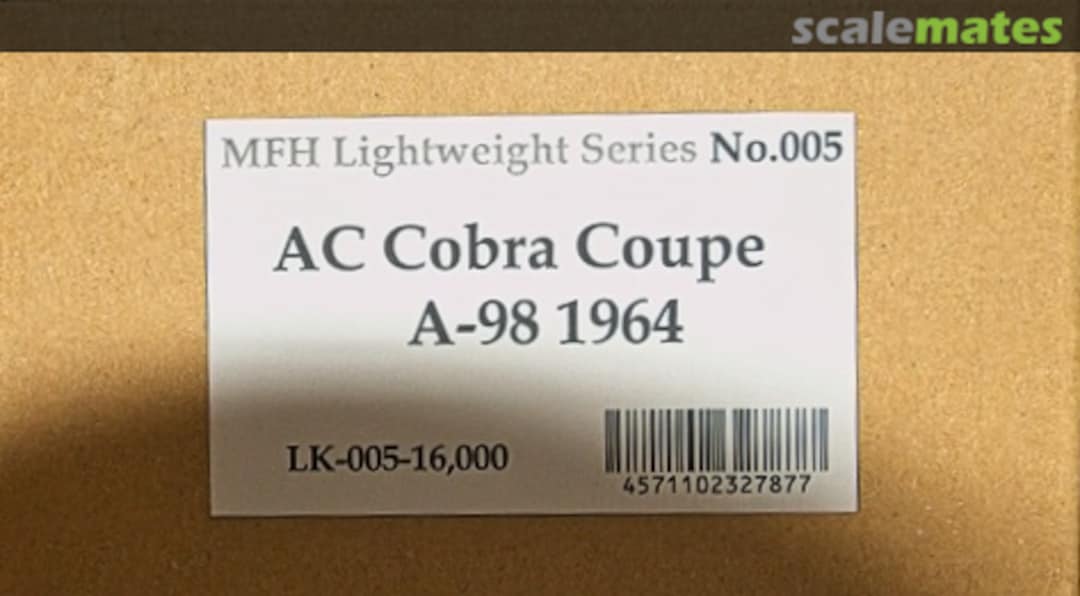 scalemates
MFH Lightweight Series No.005
AC Cobra Coupe
A-98 1964
LK-005-16,000
4571102327877